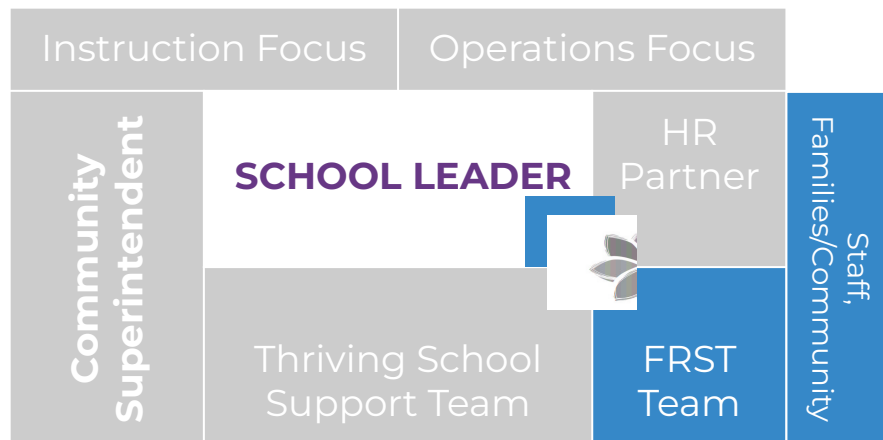 Instruction Focus
Operations Focus
Community
Superintendent
SCHOOL LEADER
HR
Partner
Staff,
Families/Community
Thriving School
Support Team
FRST
Team